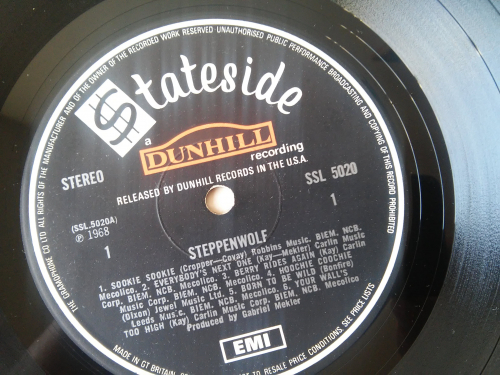 Stateside
a
DUNHILL
recording
STEREO
RELEASED BY DUNHILL RECORDS IN THE U.S.A.
SSL 5020
(SSL.5020A)
℗ 1968
1
1
STEPPENWOLF
1. SOOKIE SOOKIE (Cropper—Covay) Robbins Music. BIEM. NCB.
Mecolico. 2. EVERYBODY'S NEXT ONE (Kay—Mekler) Carlin Music
Corp. BIEM. NCB. Mecolico. 3. BERRY RIDES AGAIN (Kay) Carlin
Music Corp. BIEM. NCB. Mecolico. 4. HOOCHIE COOCHIE
(Dixon) Jewel Music Ltd. 5. BORN TO BE WILD (Bonfire)
Leeds Music. BIEM. NCB. Mecolico. 6. YOUR WALL'S
TOO HIGH (Kay) Carlin Music Corp. BIEM. NCB. Mecolico
Produced by Gabriel Mekler
EMI
THE GRAMOPHONE CO LTD ALL RIGHTS OF THE MANUFACTURER AND OF THE OWNER OF THE RECORDED WORK RESERVED UNAUTHORISED PUBLIC PERFORMANCE BROADCASTING AND COPYING OF THIS RECORD PROHIBITED
MADE IN GT BRITAIN
TO RESALE PRICE CONDITIONS SEE PRICE LISTS